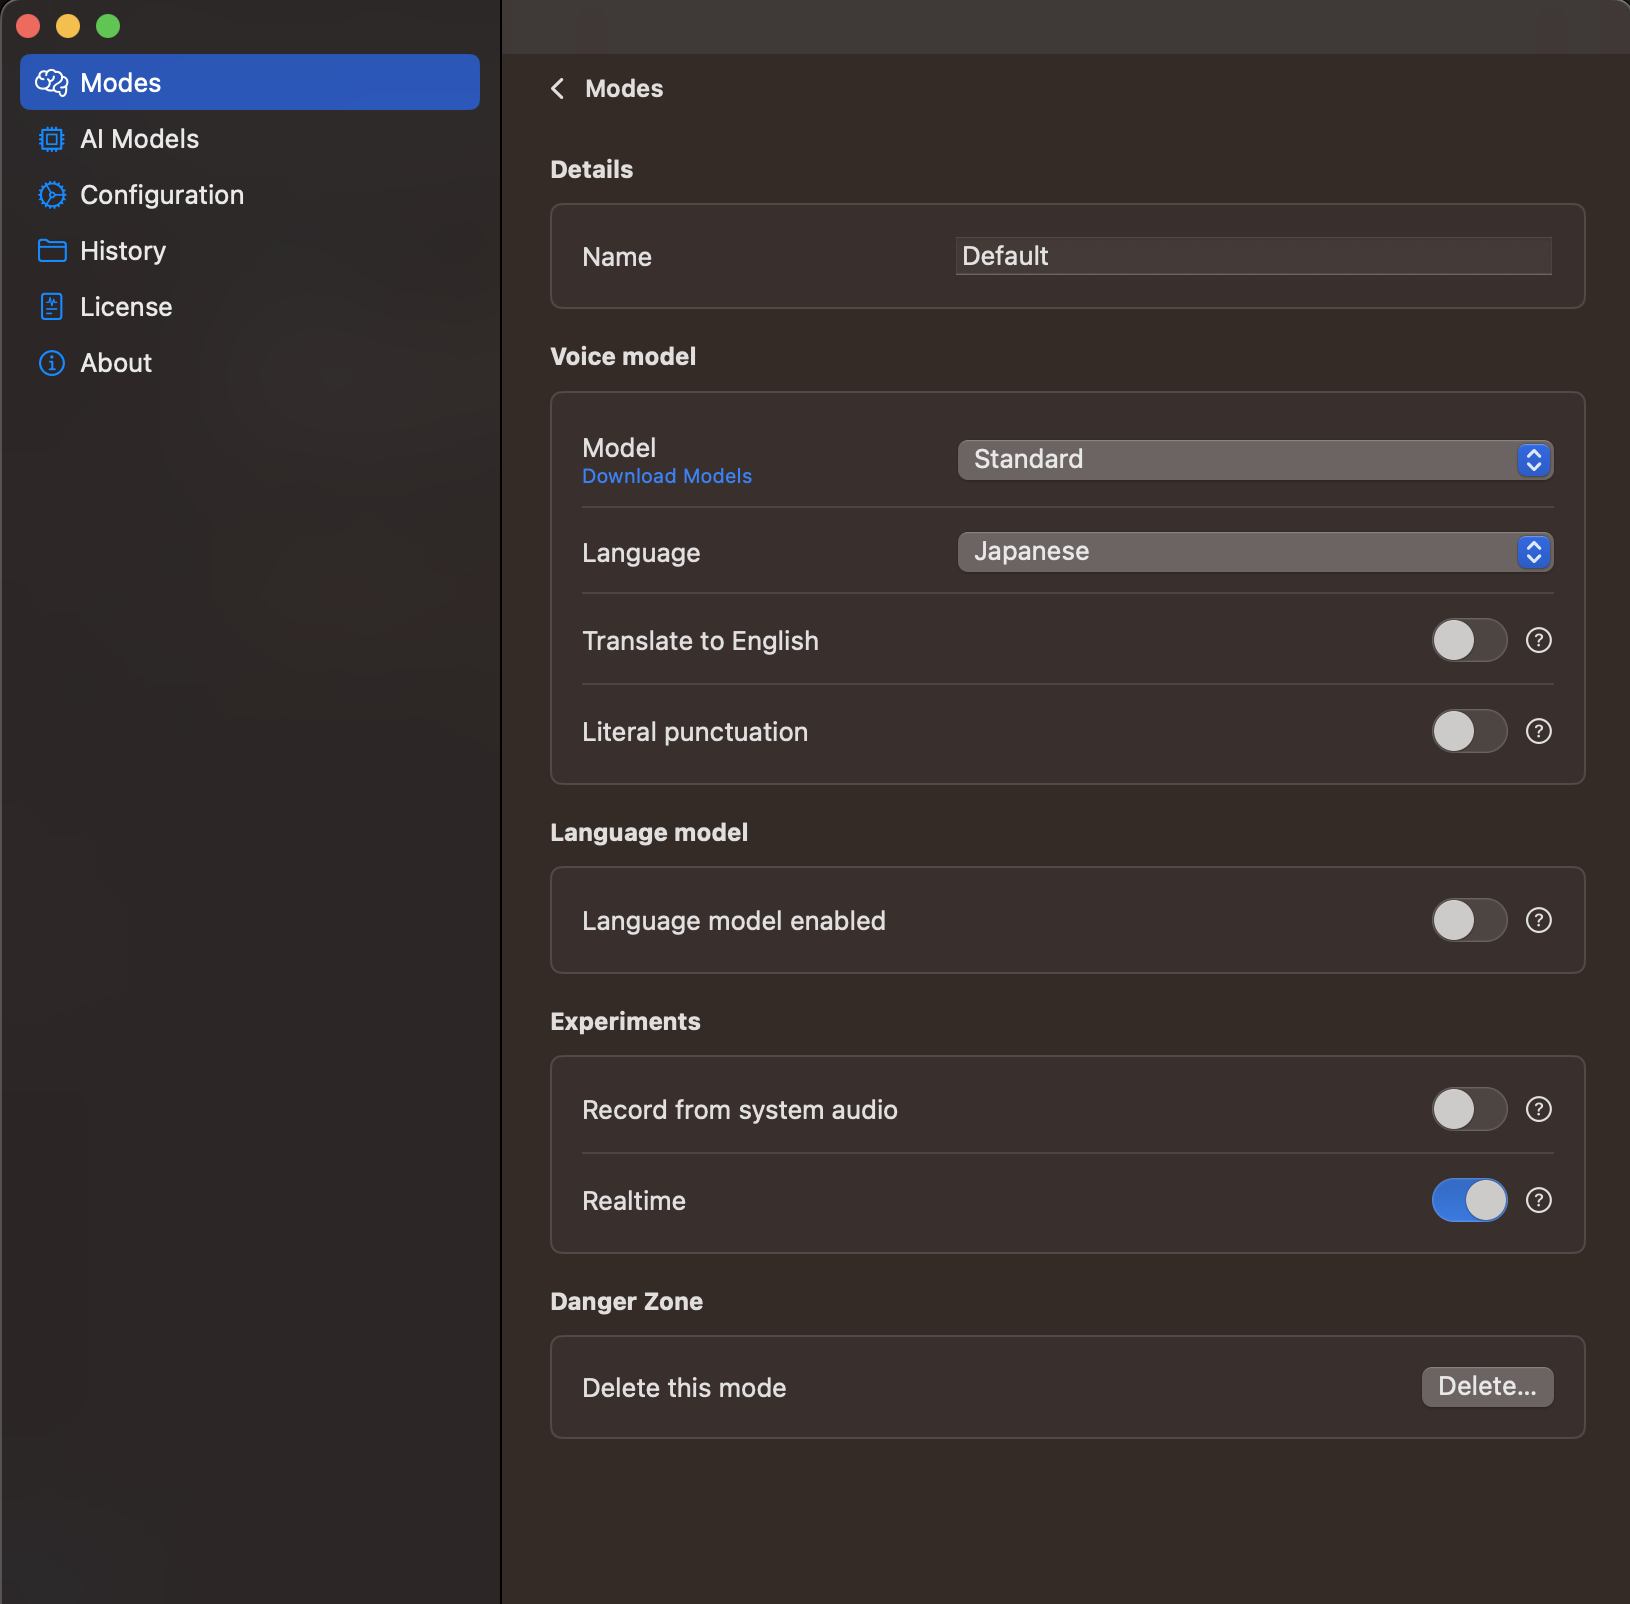 Modes
AI Models
Configuration
History
License
About
Modes
Details
Name
Default
Voice model
Model
Download Models
Standard
Language
Japanese
Translate to English
?
Literal punctuation
?
Language model
Language model enabled
?
Experiments
Record from system audio
?
Realtime
?
Danger Zone
Delete this mode
Delete...